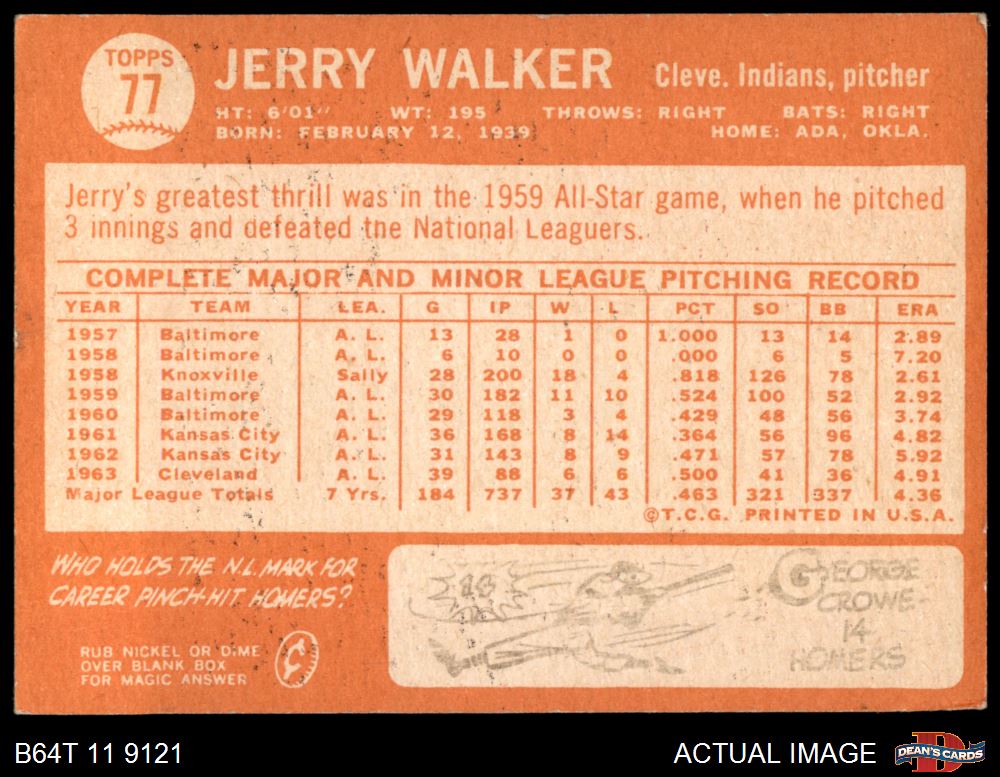 TOPPS
77
JERRY WALKER
Cleve. Indians, pitcher
HT: 6'01" WT: 195 THROWS: RIGHT BATS: RIGHT
BORN: FEBRUARY 12, 1939 HOME: ADA, OKLA.
Jerry's greatest thrill was in the 1959 All-Star game, when he pitched
3 innings and defeated the National Leaguers.
COMPLETE MAJOR AND MINOR LEAGUE PITCHING RECORD
YEAR TEAM LEA. G IP W L PCT SO BB ERA
1957 Baltimore A. L. 13 28 1 0 1.000 13 14 2.89
1958 Baltimore A. L. 6 10 0 0 .000 6 5 7.20
1958 Knoxville Sally 28 200 18 4 .818 126 78 2.61
1959 Baltimore A. L. 30 182 11 10 .524 100 52 2.92
1960 Baltimore A. L. 29 118 3 4 .429 48 56 3.74
1961 Kansas City A. L. 36 168 8 14 .364 56 96 4.82
1962 Kansas City A. L. 31 143 8 9 .471 57 78 5.92
1963 Cleveland A. L. 39 88 6 6 .500 41 36 4.91
Major League Totals 7 Yrs. 184 737 37 43 .463 321 337 4.36
©T.C.G. PRINTED IN U.S.A.
WHO HOLDS THE N.L. MARK FOR
CAREER PINCH-HIT HOMERS?
RUB NICKEL OR DIME
OVER BLANK BOX
FOR MAGIC ANSWER
GEORGE
CROWE
14
HOMERS
B64T 11 9121
ACTUAL IMAGE
DEAN'S CARDS